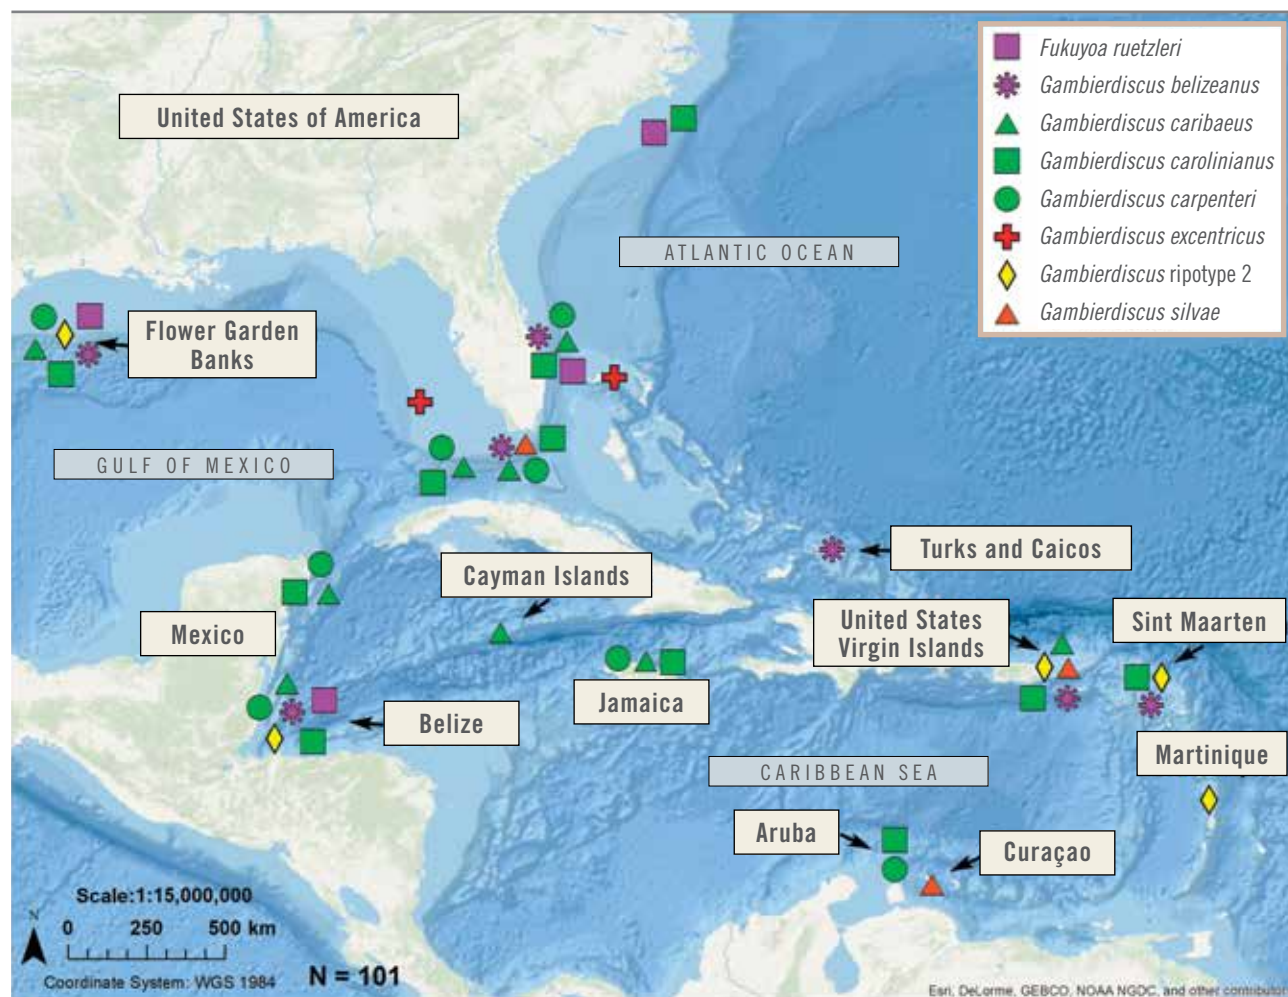 Fukuyoa ruetzleri
Gambierdiscus belizeanus
Gambierdiscus caribaeus
Gambierdiscus carolinianus
Gambierdiscus carpenteri
Gambierdiscus excentricus
Gambierdiscus ripotype 2
Gambierdiscus silvae
United States of America
ATLANTIC OCEAN
Flower Garden
Banks
GULF OF MEXICO
Turks and Caicos
Cayman Islands
United States
Virgin Islands
Sint Maarten
Mexico
Jamaica
Belize
Martinique
CARIBBEAN SEA
Aruba
Curaçao
Scale:1:15,000,000
N
0 250 500 km
Coordinate System: WGS 1984
N = 101
Esri, DeLorme, GEBCO, NOAA NGDC, and other contributo